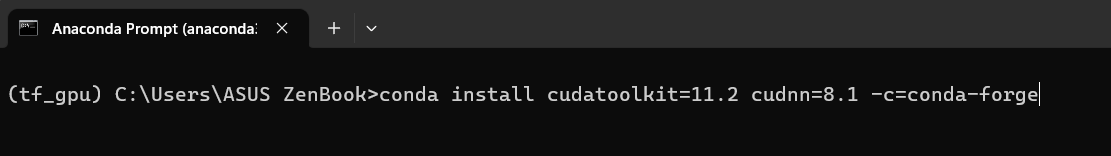 Anaconda Prompt (anaconda:
(tf_gpu) C:\Users\ASUS ZenBook>conda install cudatoolkit=11.2 cudnn=8.1 -c=conda-forge